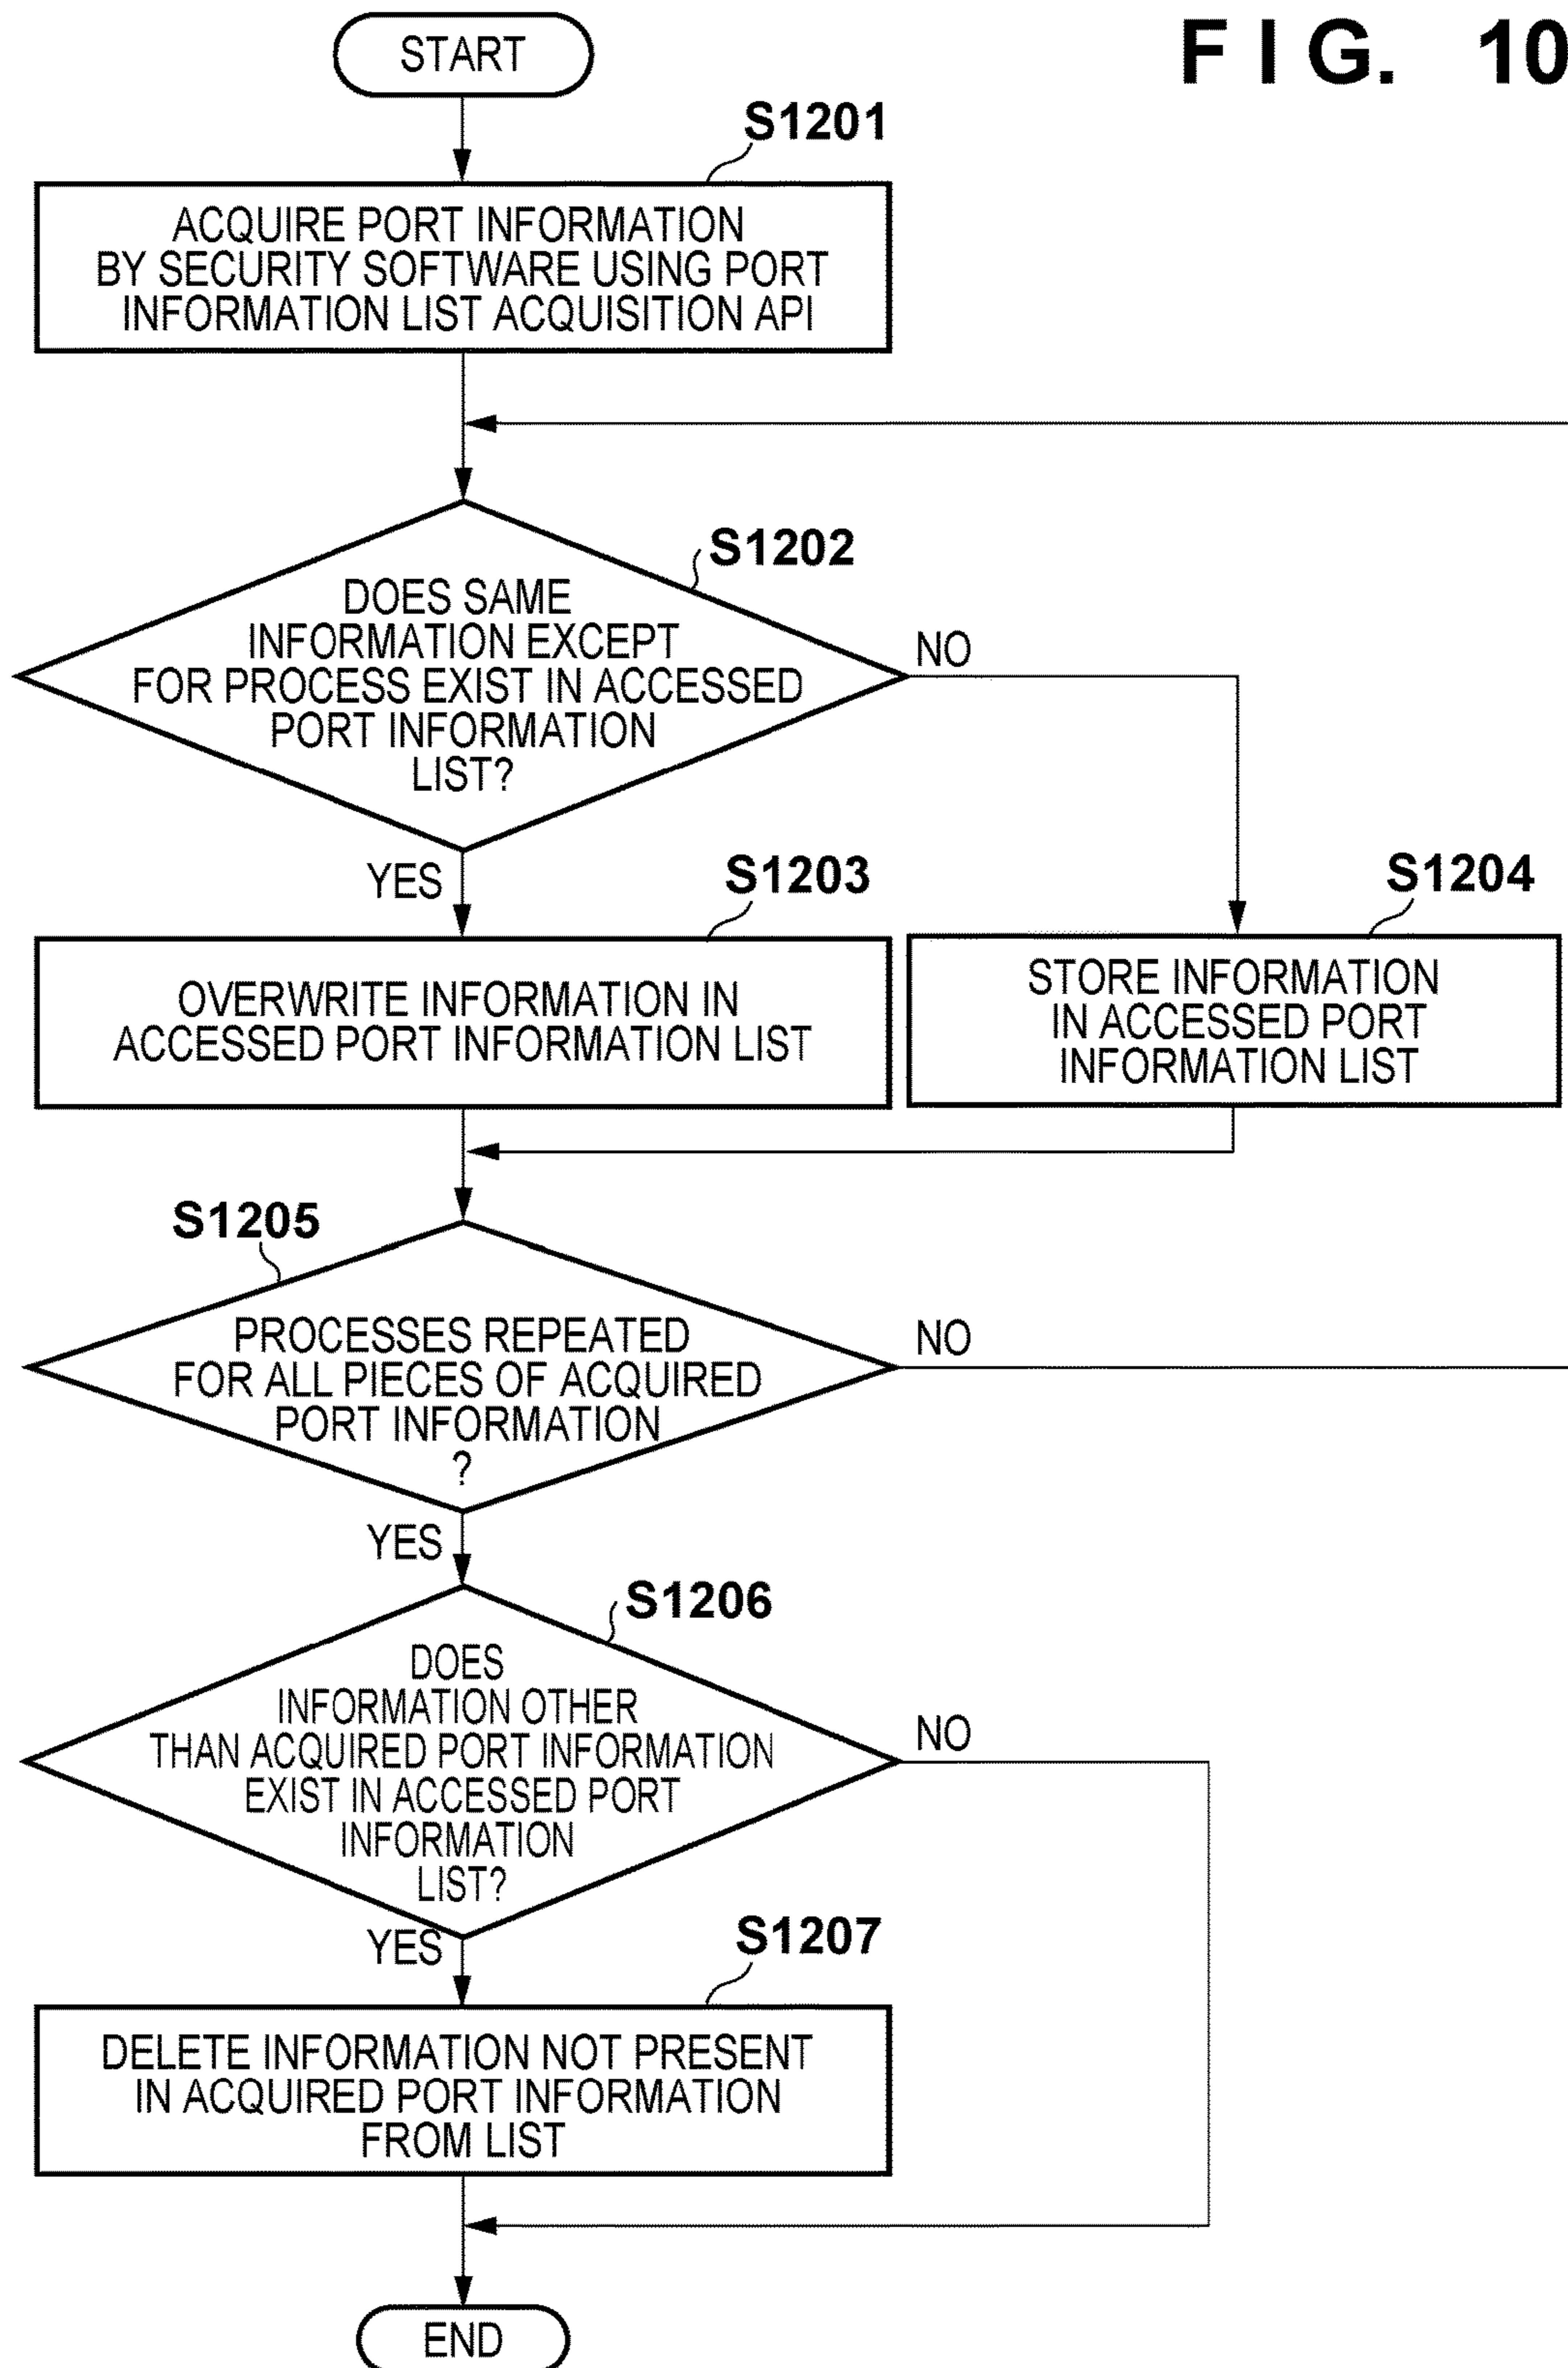 FIG. 10
START
S1201
ACQUIRE PORT INFORMATION
BY SECURITY SOFTWARE USING PORT
INFORMATION LIST ACQUISITION API
S1202
DOES SAME
INFORMATION EXCEPT
FOR PROCESS EXIST IN ACCESSED
PORT INFORMATION
LIST?
NO
YES
S1203
OVERWRITE INFORMATION IN
ACCESSED PORT INFORMATION LIST
S1204
STORE INFORMATION
IN ACCESSED PORT
INFORMATION LIST
S1205
PROCESSES REPEATED
FOR ALL PIECES OF ACQUIRED
PORT INFORMATION
?
NO
YES
S1206
DOES
INFORMATION OTHER
THAN ACQUIRED PORT INFORMATION
EXIST IN ACCESSED PORT
INFORMATION
LIST?
NO
YES
S1207
DELETE INFORMATION NOT PRESENT
IN ACQUIRED PORT INFORMATION
FROM LIST
END